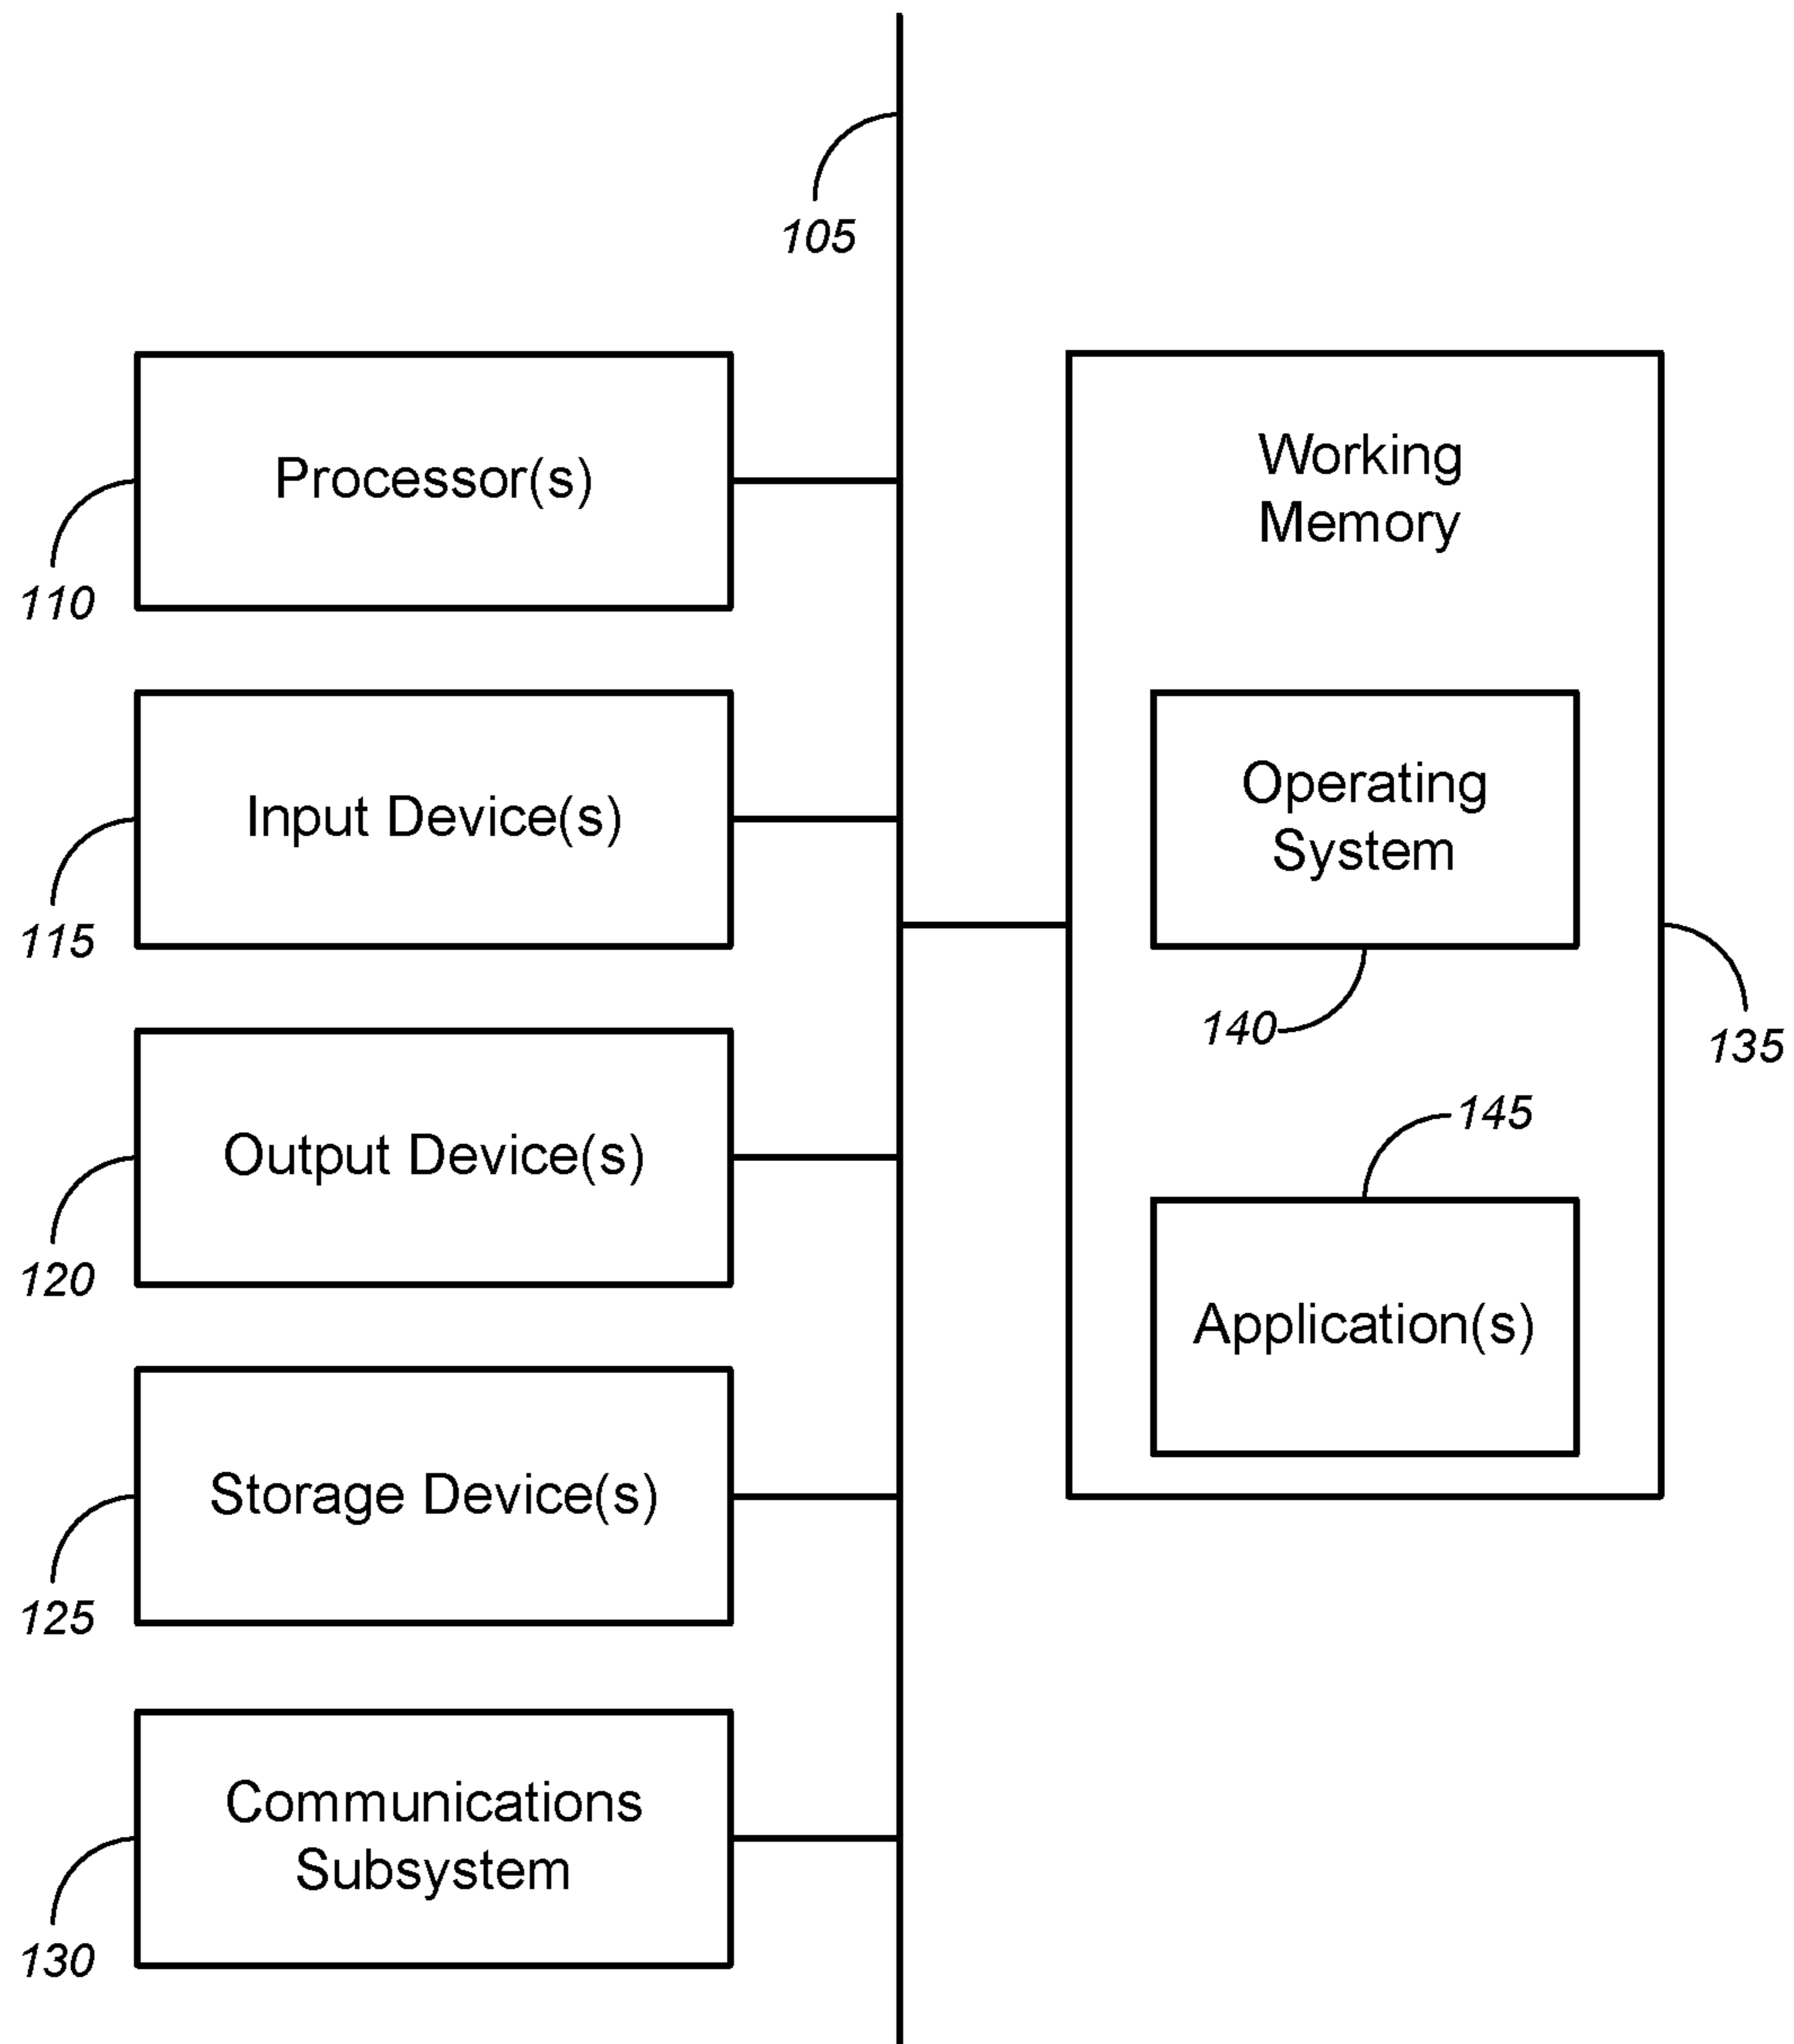 105
Processor(s)
110
Input Device(s)
115
Output Device(s)
120
Storage Device(s)
125
Communications
Subsystem
130
Working
Memory
Operating
System
140
135
145
Application(s)